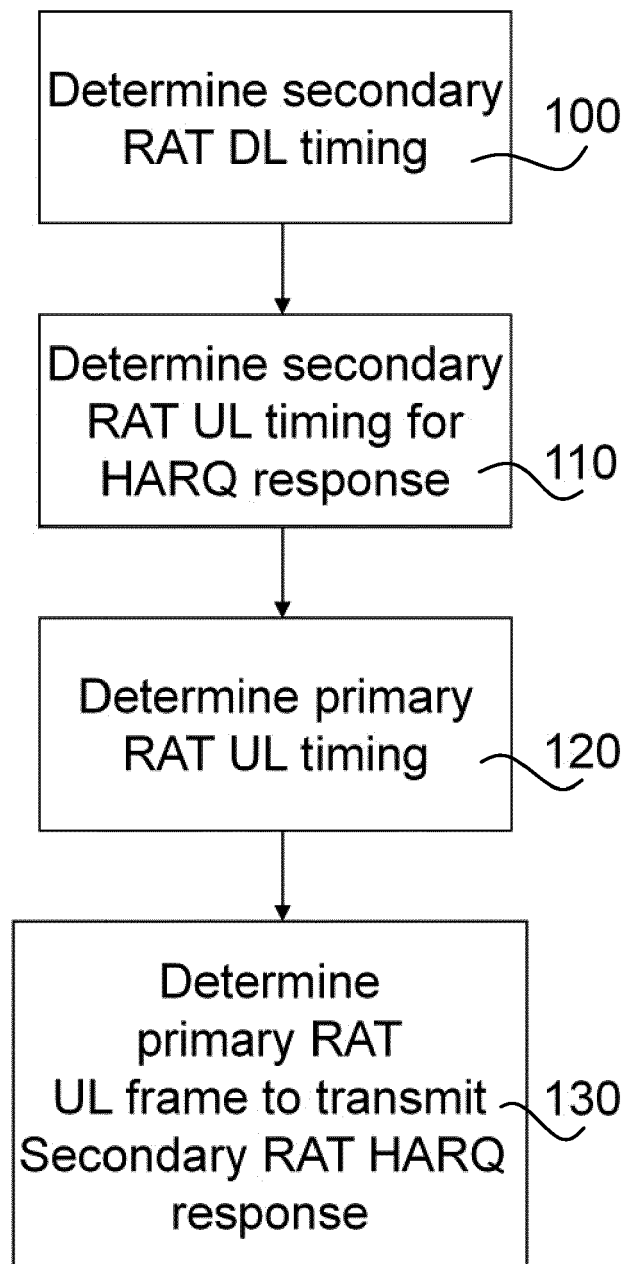 Determine secondary
RAT DL timing
100
Determine secondary
RAT UL timing for
HARQ response
110
Determine primary
RAT UL timing
120
Determine
primary RAT
UL frame to transmit
Secondary RAT HARQ
response
130